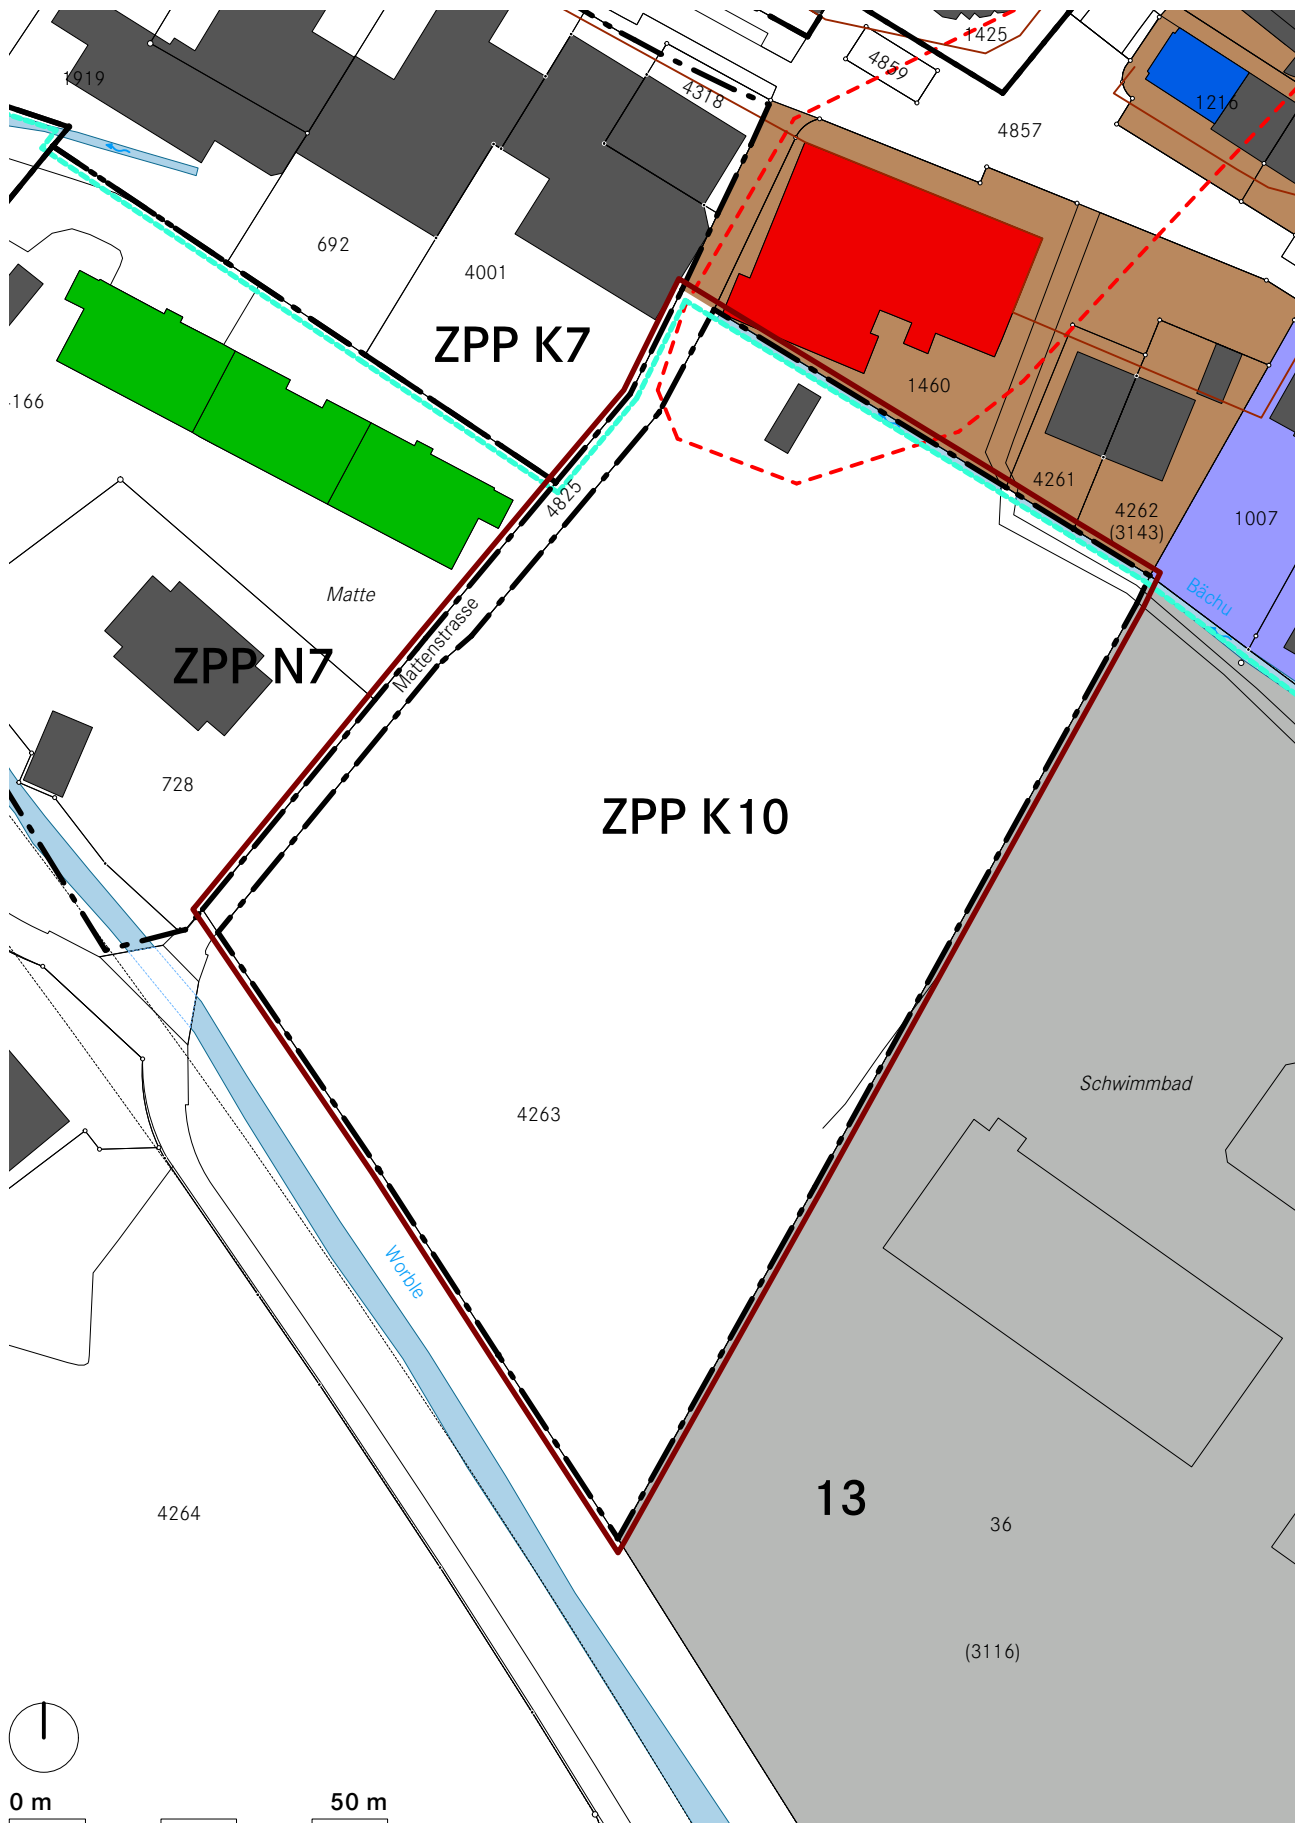 1919
4318
1425
4859
4857
1216
692
4001
ZPP K7
166
1460
4825
4261
4262
(3143)
1007
Matte
Bächu
Mattenstrasse
ZPP N7
728
ZPP K10
4263
Schwimmbad
Worble
13
36
4264
(3116)
0 m
50 m